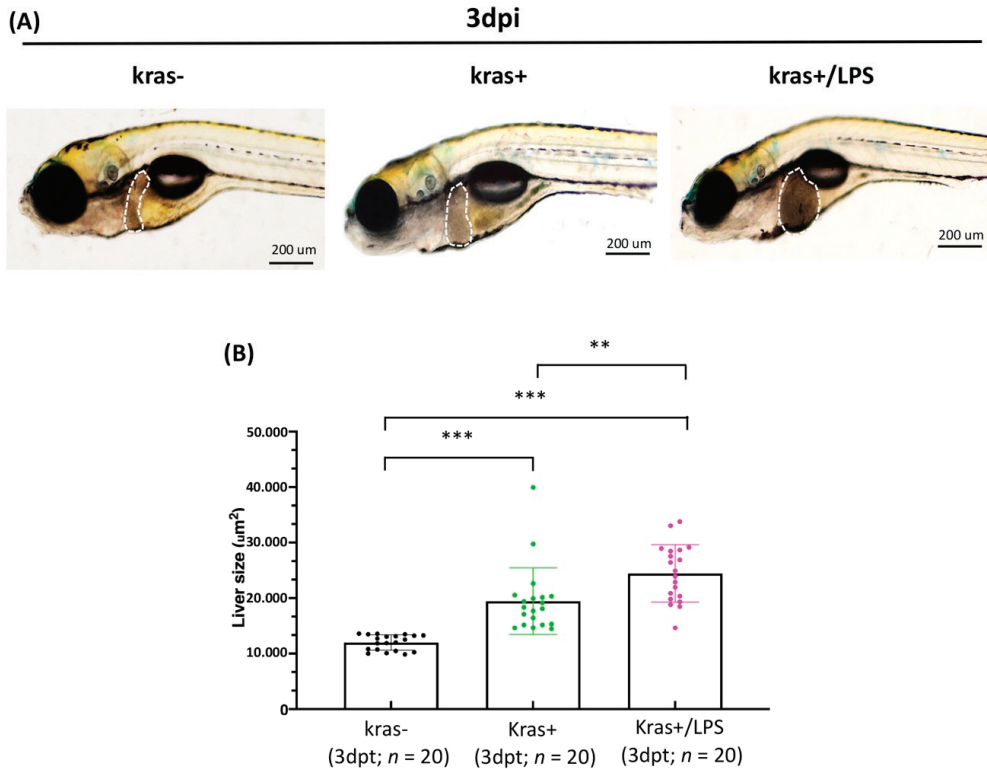 (A)
3dpi
kras-
kras+
kras+/LPS
200 um
200 um
200 um
(B)
**
***
***
50.000
40.000
30.000
20.000
10.000
0
Liver size (µm²)
kras-
(3dpt; n = 20)
Kras+
(3dpt; n = 20)
Kras+/LPS
(3dpt; n = 20)